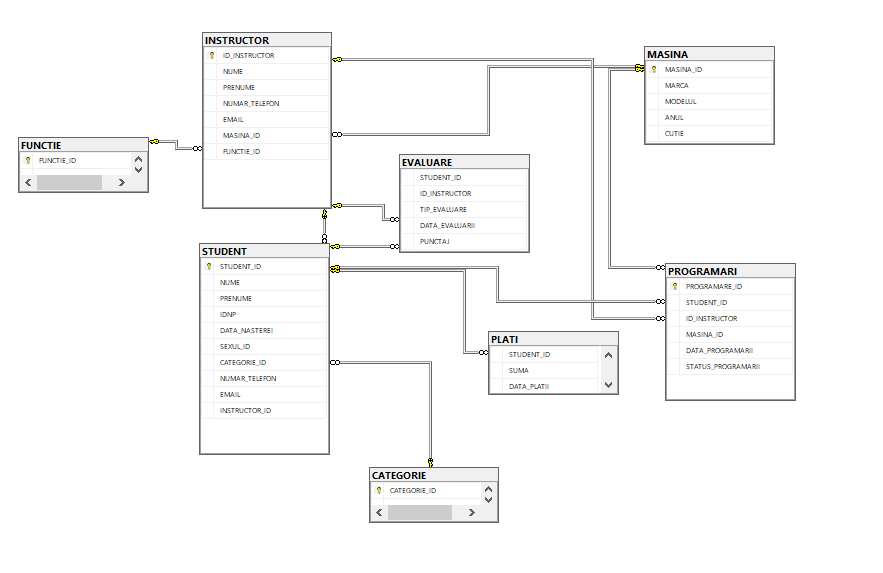 INSTRUCTOR
ID_INSTRUCTOR
NUME
PRENUME
NUMAR_TELEFON
EMAIL
MASINA_ID
FUNCTIE_ID
MASINA
MASINA_ID
MARCA
MODELUL
ANUL
CUTIE
FUNCTIE
FUNCTIE_ID
EVALUARE
STUDENT_ID
ID_INSTRUCTOR
TIP_EVALUARE
DATA_EVALUARII
PUNCTAJ
STUDENT
STUDENT_ID
NUME
PRENUME
IDNP
DATA_NASTEREI
SEXUL_ID
CATEGORIE_ID
NUMAR_TELEFON
EMAIL
INSTRUCTOR_ID
PROGRAMARI
PROGRAMARE_ID
STUDENT_ID
ID_INSTRUCTOR
MASINA_ID
DATA_PROGRAMARII
STATUS_PROGRAMARII
PLATI
STUDENT_ID
SUMA
DATA_PLATII
CATEGORIE
CATEGORIE_ID